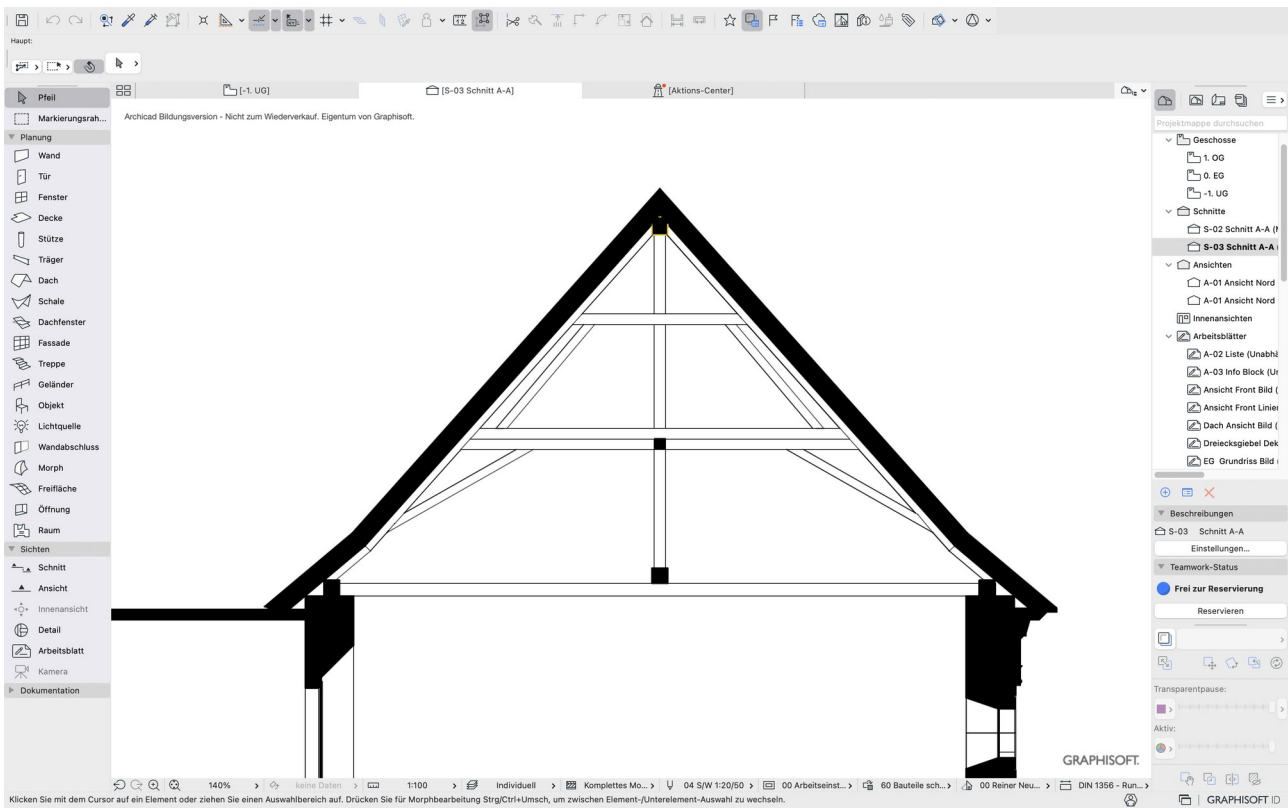 Haupt:
Pfeil
Markierungsrah...
Planung
Wand
Tür
Fenster
Decke
Stütze
Träger
Dach
Schale
Dachfenster
Fassade
Treppe
Geländer
Objekt
Lichtquelle
Wandabschluss
Morph
Freifläche
Öffnung
Raum
Sichten
Schnitt
Ansicht
Innenansicht
Detail
Arbeitsblatt
Kamera
Dokumentation
[-1. UG]
[S-03 Schnitt A-A]
[Aktions-Center]
Archicad Bildungsversion - Nicht zum Wiederverkauf. Eigentum von Graphisoft.
GRAPHISOFT.
Projektmappe durchsuchen
Geschosse
1. OG
0. EG
-1. UG
Schnitte
S-02 Schnitt A-A (
S-03 Schnitt A-A
Ansichten
A-01 Ansicht Nord
A-01 Ansicht Nord
Innenansichten
Arbeitsblätter
A-02 Liste (Unabhä
A-03 Info Block (Ur
Ansicht Front Bild (
Ansicht Front Linier
Dach Ansicht Bild (
Dreiecksgiebel Dek
EG Grundriss Bild
Beschreibungen
S-03 Schnitt A-A
Einstellungen...
Teamwork-Status
Frei zur Reservierung
Reservieren
Transparentpause:
Aktiv:
140% keine Daten 1:100 Individuell Komplettes Mo... 04 S/W 1:20/50 00 Arbeitseinst... 60 Bauteile sch... 00 Reiner Neu... DIN 1356 - Run...
Klicken Sie mit dem Cursor auf ein Element oder ziehen Sie einen Auswahlbereich auf. Drücken Sie für Morphbearbeitung Strg/Ctrl+Umsch, um zwischen Element-/Unterelement-Auswahl zu wechseln.
GRAPHISOFT ID